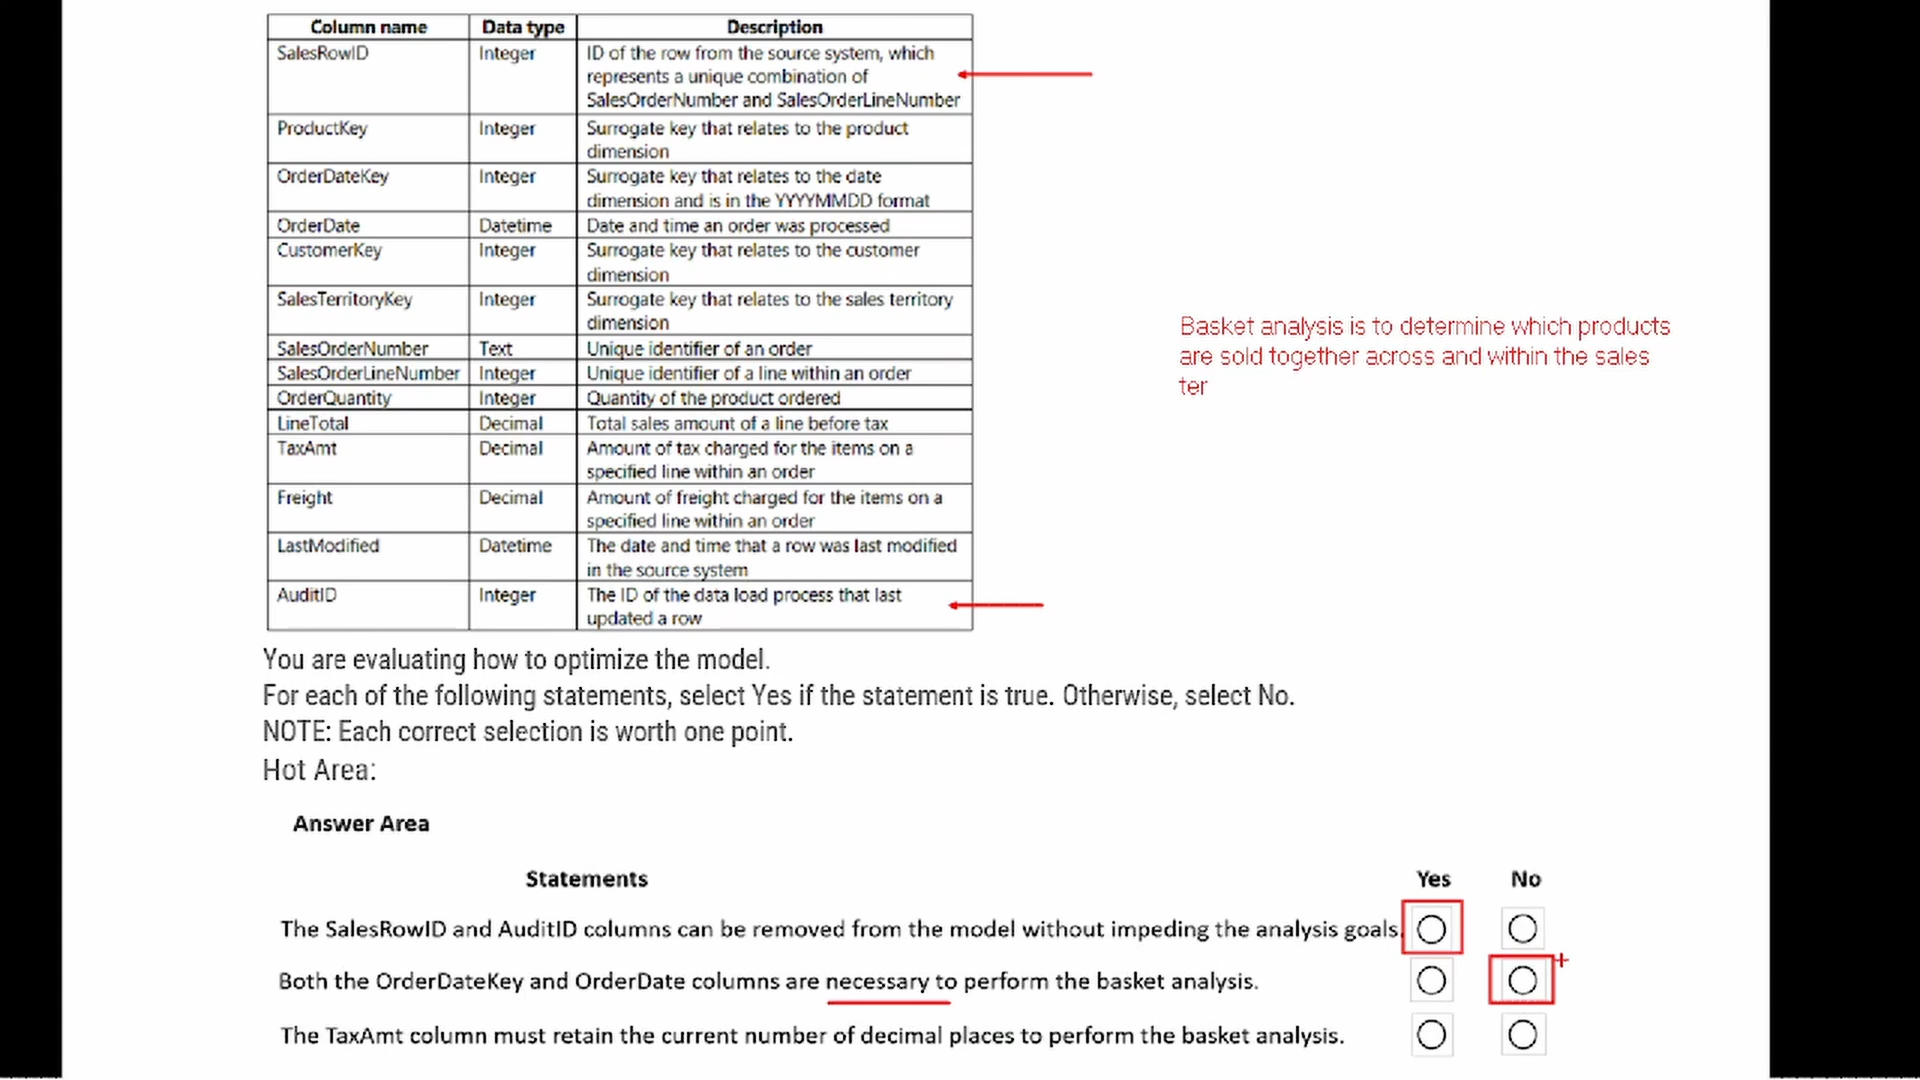 Column name Data type Description
SalesRowID Integer ID of the row from the source system, which
represents a unique combination of
SalesOrderNumber and SalesOrderLineNumber
ProductKey Integer Surrogate key that relates to the product
dimension
OrderDateKey Integer Surrogate key that relates to the date
dimension and is in the YYYYMMDD format
OrderDate Datetime Date and time an order was processed
CustomerKey Integer Surrogate key that relates to the customer
dimension
SalesTerritoryKey Integer Surrogate key that relates to the sales territory
dimension
SalesOrderNumber Text Unique identifier of an order
SalesOrderLineNumber Integer Unique identifier of a line within an order
OrderQuantity Integer Quantity of the product ordered
LineTotal Decimal Total sales amount of a line before tax
TaxAmt Decimal Amount of tax charged for the items on a
specified line within an order
Freight Decimal Amount of freight charged for the items on a
specified line within an order
LastModified Datetime The date and time that a row was last modified
in the source system
AuditID Integer The ID of the data load process that last
updated a row
Basket analysis is to determine which products
are sold together across and within the sales
ter
You are evaluating how to optimize the model.
For each of the following statements, select Yes if the statement is true. Otherwise, select No.
NOTE: Each correct selection is worth one point.
Hot Area:
Answer Area
Statements Yes No
The SalesRowID and AuditID columns can be removed from the model without impeding the analysis goals.
Both the OrderDateKey and OrderDate columns are necessary to perform the basket analysis.
The TaxAmt column must retain the current number of decimal places to perform the basket analysis.